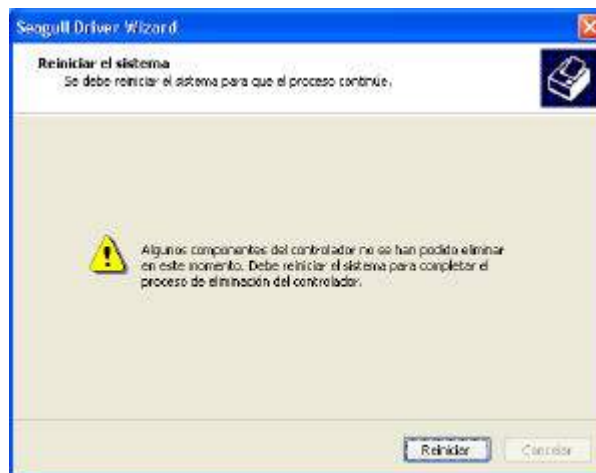 Seagull Driver Wizard
Reiniciar el sistema
Se debe reiniciar el sistema para que el proceso continúe.
Algunos componentes del controlador no se han podido eliminar
en este momento. Debe reiniciar el sistema para completar el
proceso de eliminación del controlador.
Reiniciar
Cancelar